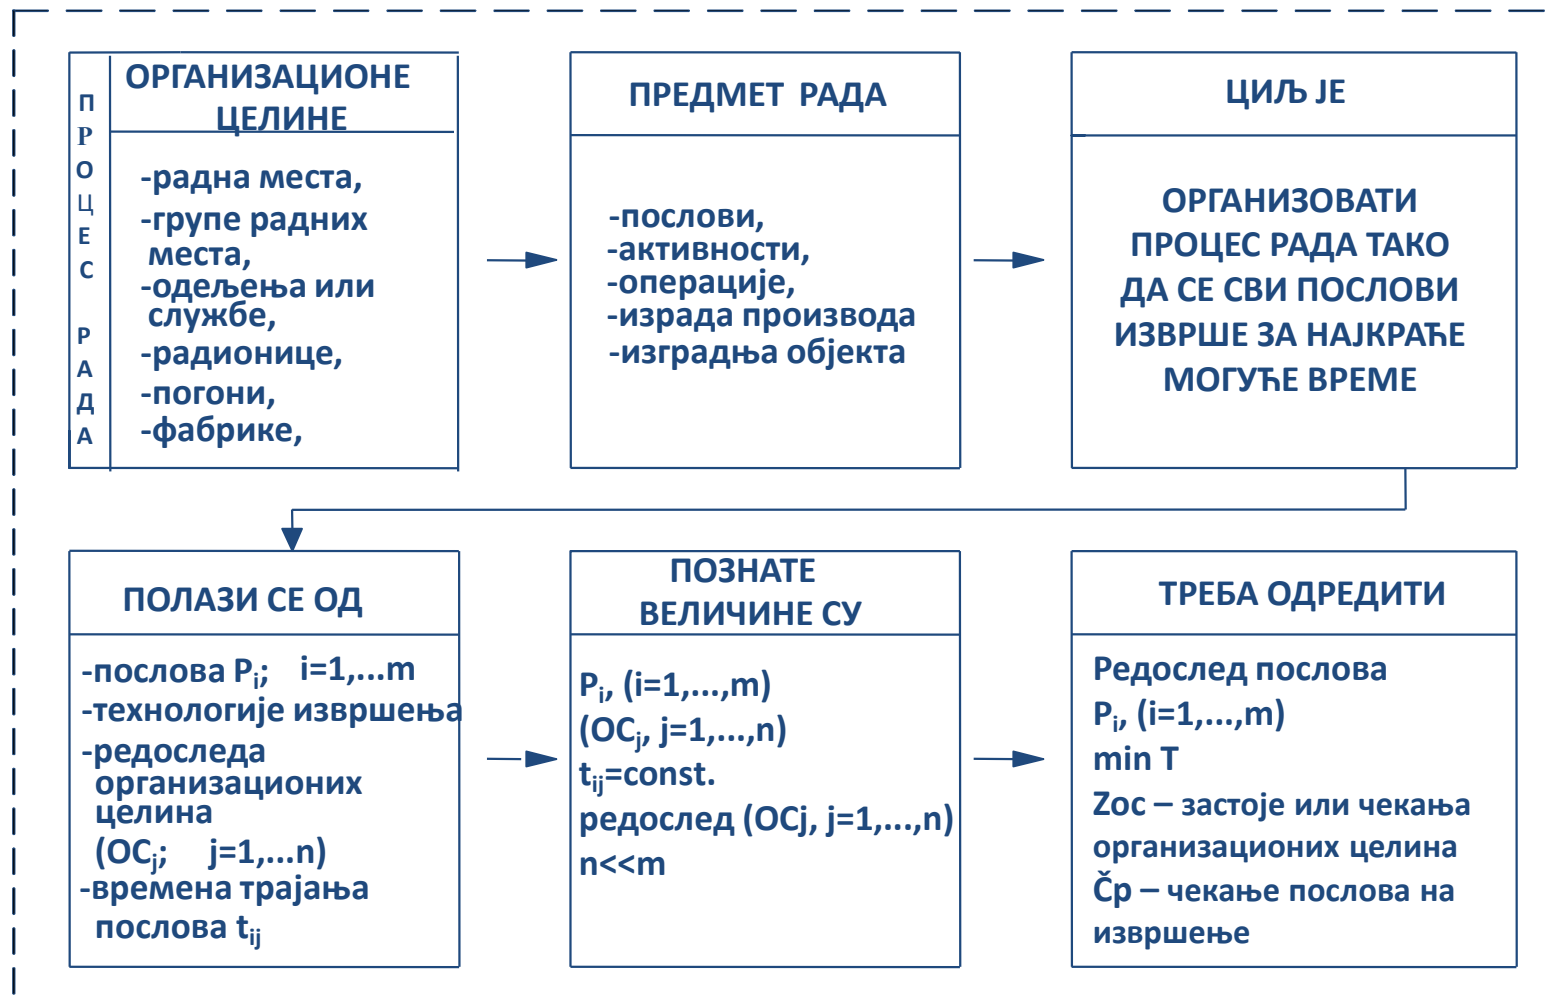 ПРОЦЕС РАДА
ОРГАНИЗАЦИОНЕ
ЦЕЛИНЕ
-радна места,
-групе радних
места,
-одељења или
службе,
-радионице,
-погони,
-фабрике,
ПРЕДМЕТ РАДА
-послови,
-активности,
-операције,
-израда производа
-изградња објекта
ЦИЉ ЈЕ
ОРГАНИЗОВАТИ
ПРОЦЕС РАДА ТАКО
ДА СЕ СВИ ПОСЛОВИ
ИЗВРШЕ ЗА НАЈКРАЋЕ
МОГУЋЕ ВРЕМЕ
ПОЛАЗИ СЕ ОД
-послова Pi; i=1,...m
-технологије извршења
-редоследа
организационих
целина
(OCj; j=1,...n)
-времена трајања
послова tij
ПОЗНАТЕ
ВЕЛИЧИНЕ СУ
Pi, (i=1,...,m)
(OCj, j=1,...,n)
tij=const.
редослед (OCj, j=1,...,n)
n<<m
ТРЕБА ОДРЕДИТИ
Редослед послова
Pi, (i=1,...,m)
min T
Zoc – застоје или чекања
организационих целина
Čp – чекање послова на
извршење